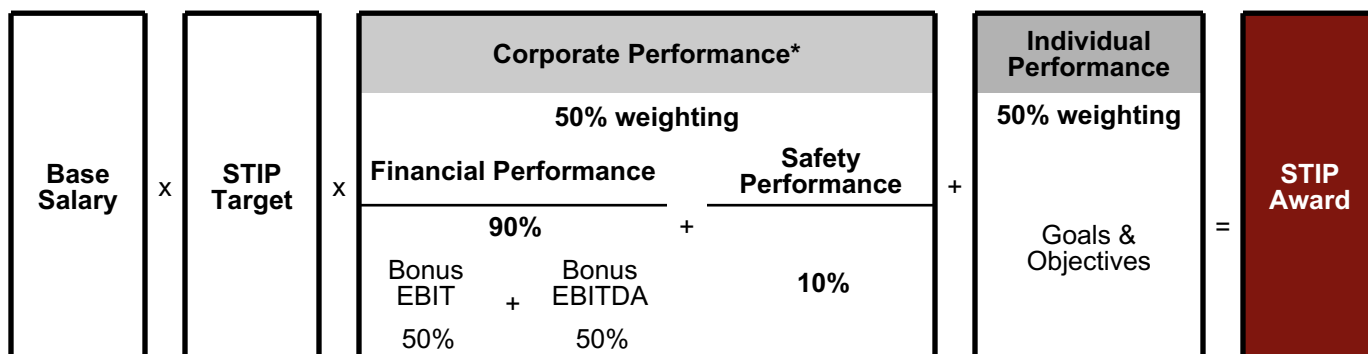 Base
Salary
x
STIP
Target
x
Corporate Performance*
50% weighting
Financial Performance
90%
Bonus
EBIT
50%
+
Bonus
EBITDA
50%
+
Safety
Performance
10%
+
Individual
Performance
50% weighting
Goals &
Objectives
=
STIP
Award